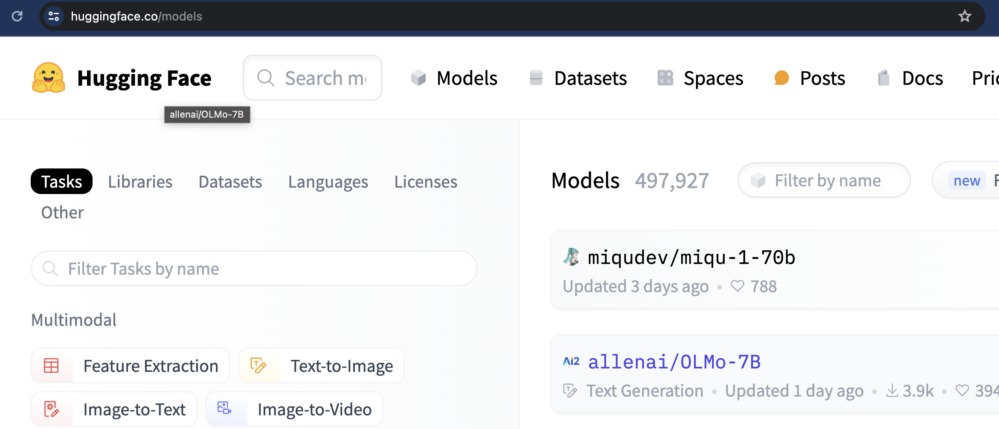 huggingface.co/models
Hugging Face
Search m
Models
Datasets
Spaces
Posts
Docs
allenai/OLMo-7B
Tasks
Libraries
Datasets
Languages
Licenses
Other
Filter Tasks by name
Multimodal
Feature Extraction
Text-to-Image
Image-to-Text
Image-to-Video
Models 497,927
Filter by name
new
miqudev/miqu-1-70b
Updated 3 days ago • 788
Ai2 allenai/OLMo-7B
Text Generation • Updated 1 day ago • 3.9k • 394